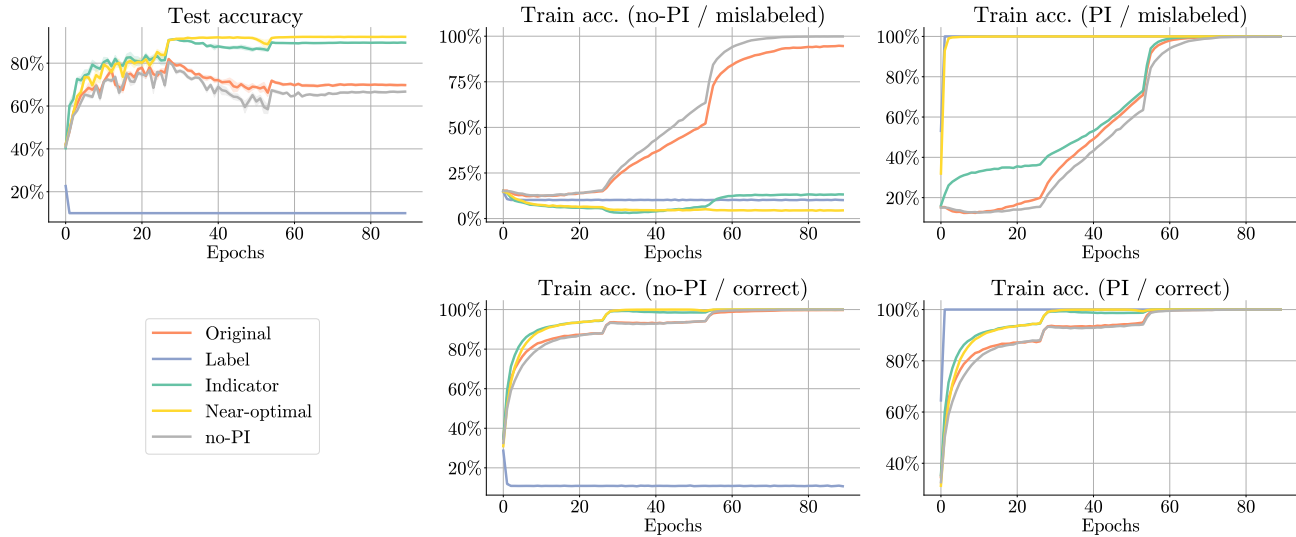 Test accuracy
80%
60%
40%
20%
0 20 40 60 80
Epochs
Train acc. (no-PI / mislabeled)
100%
75%
50%
25%
0%
0 20 40 60 80
Epochs
Train acc. (PI / mislabeled)
100%
80%
60%
40%
20%
0 20 40 60 80
Epochs
Original
Label
Indicator
Near-optimal
no-PI
Train acc. (no-PI / correct)
100%
80%
60%
40%
20%
0 20 40 60 80
Epochs
Train acc. (PI / correct)
100%
80%
60%
40%
0 20 40 60 80
Epochs